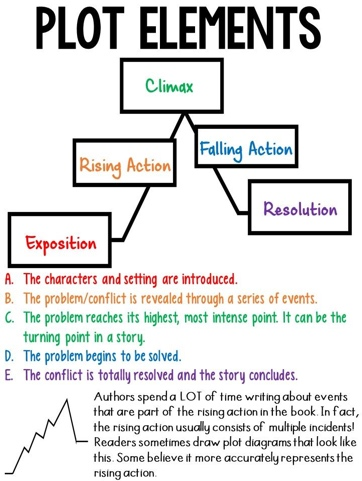 PLOT ELEMENTS
Climax
Rising Action
Falling Action
Exposition
Resolution
A. The characters and setting are introduced.
B. The problem/conflict is revealed through a series of events.
C. The problem reaches its highest, most intense point. It can be the
turning point in a story.
D. The problem begins to be solved.
E. The conflict is totally resolved and the story concludes.
Authors spend a LOT of time writing about events
that are part of the rising action in the book. In fact,
the rising action usually consists of multiple incidents!
Readers sometimes draw plot diagrams that look like
this. Some believe it more accurately represents the
rising action.